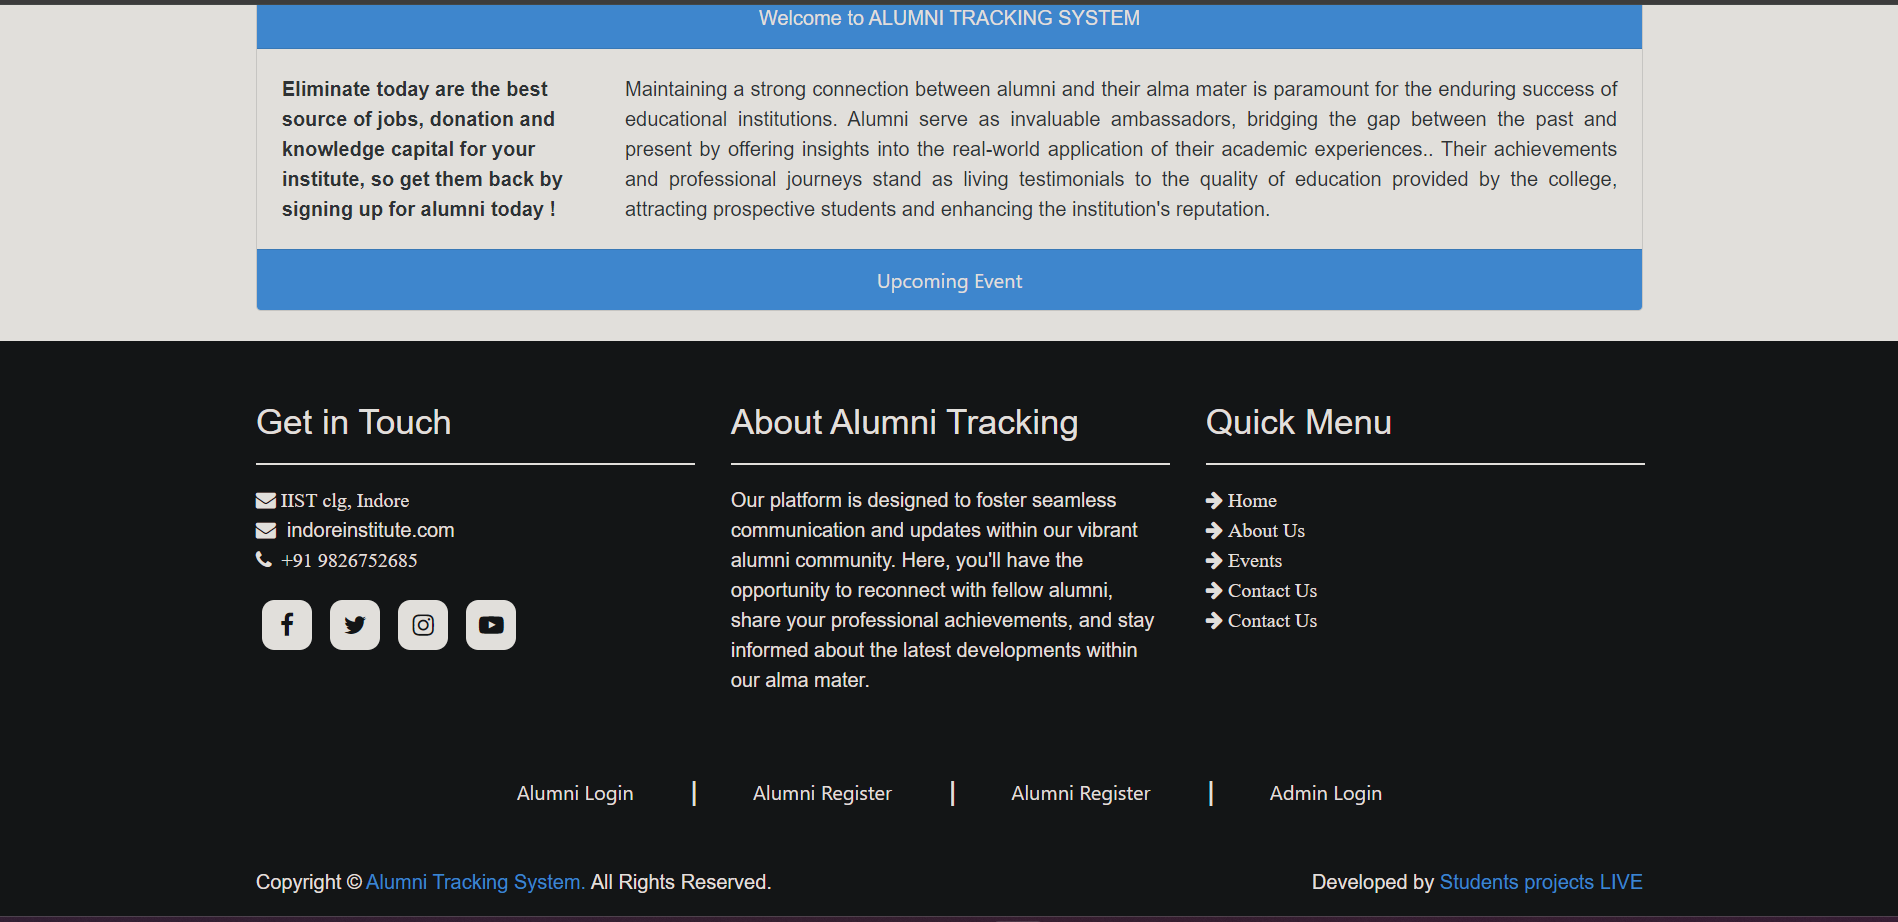 Welcome to ALUMNI TRACKING SYSTEM
Eliminate today are the best
source of jobs, donation and
knowledge capital for your
institute, so get them back by
signing up for alumni today !
Maintaining a strong connection between alumni and their alma mater is paramount for the enduring success of
educational institutions. Alumni serve as invaluable ambassadors, bridging the gap between the past and
present by offering insights into the real-world application of their academic experiences.. Their achievements
and professional journeys stand as living testimonials to the quality of education provided by the college,
attracting prospective students and enhancing the institution's reputation.
Upcoming Event
Get in Touch
IIST clg, Indore
indoreinstitute.com
+91 9826752685
About Alumni Tracking
Our platform is designed to foster seamless
communication and updates within our vibrant
alumni community. Here, you'll have the
opportunity to reconnect with fellow alumni,
share your professional achievements, and stay
informed about the latest developments within
our alma mater.
Quick Menu
Home
About Us
Events
Contact Us
Contact Us
Alumni Login | Alumni Register | Alumni Register | Admin Login
Copyright © Alumni Tracking System. All Rights Reserved.
Developed by Students projects LIVE